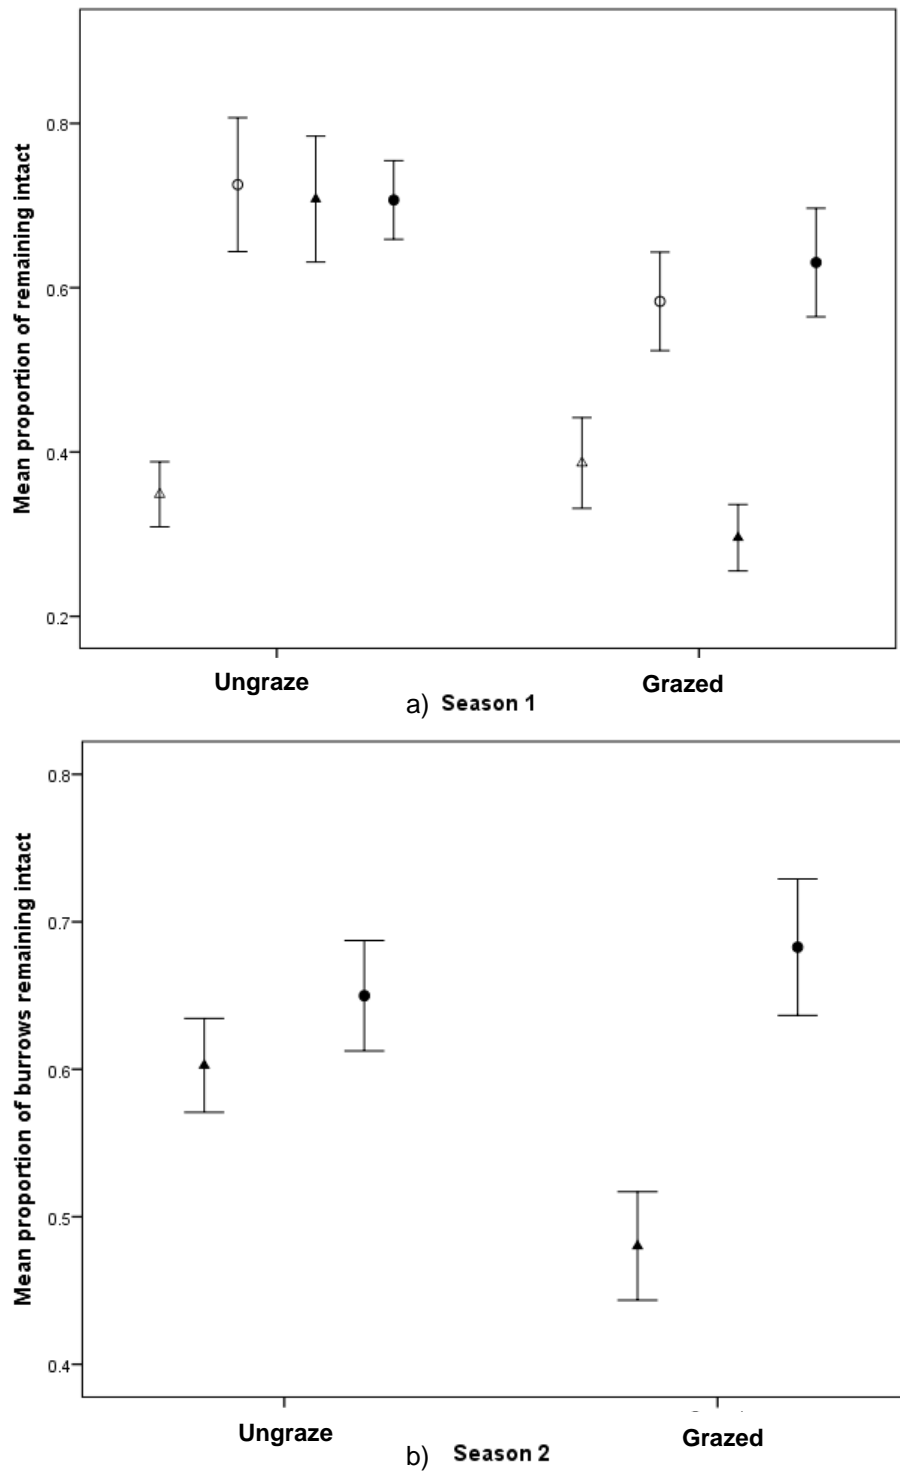 Mean proportion of remaining intact
0.8
0.6
0.4
0.2
Ungraze
Grazed
a) Season 1
Mean proportion of burrows remaining intact
0.8
0.7
0.6
0.5
0.4
Ungraze
Grazed
b) Season 2